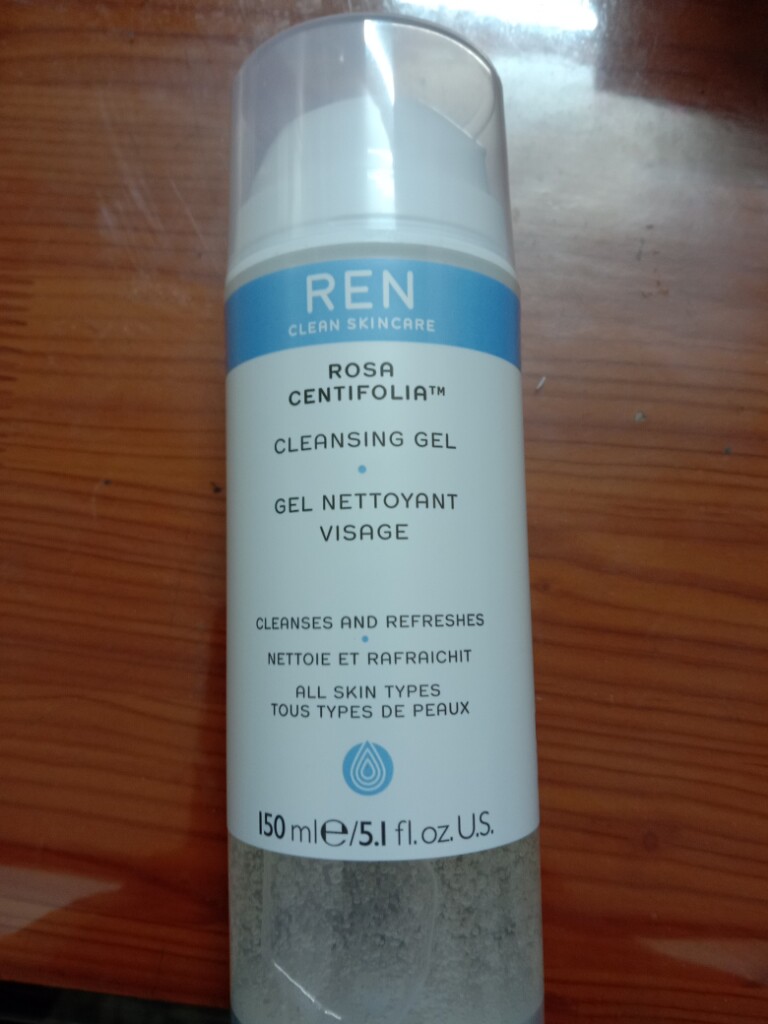 REN
CLEAN SKINCARE
ROSA
CENTIFOLIA™
CLEANSING GEL
GEL NETTOYANT
VISAGE
CLEANSES AND REFRESHES
NETTOIE ET RAFRAICHIT
ALL SKIN TYPES
TOUS TYPES DE PEAUX
150 ml℮/5.1 fl.oz.U.S.